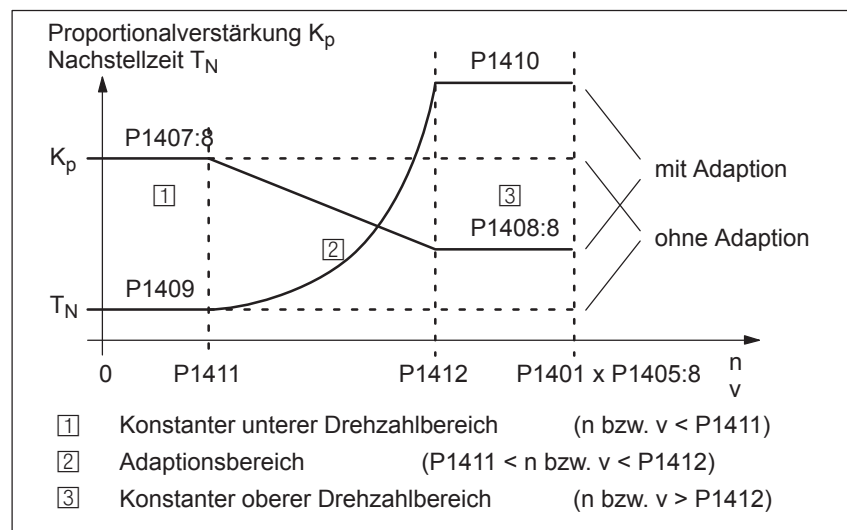 Proportionalverstärkung Kp
Nachstellzeit TN
P1410
P1407:8
Kp
mit Adaption
1
3
P1408:8
ohne Adaption
2
P1409
TN
0 P1411 P1412 P1401 x P1405:8 n
v
1 Konstanter unterer Drehzahlbereich (n bzw. v < P1411)
2 Adaptionsbereich (P1411 < n bzw. v < P1412)
3 Konstanter oberer Drehzahlbereich (n bzw. v > P1412)